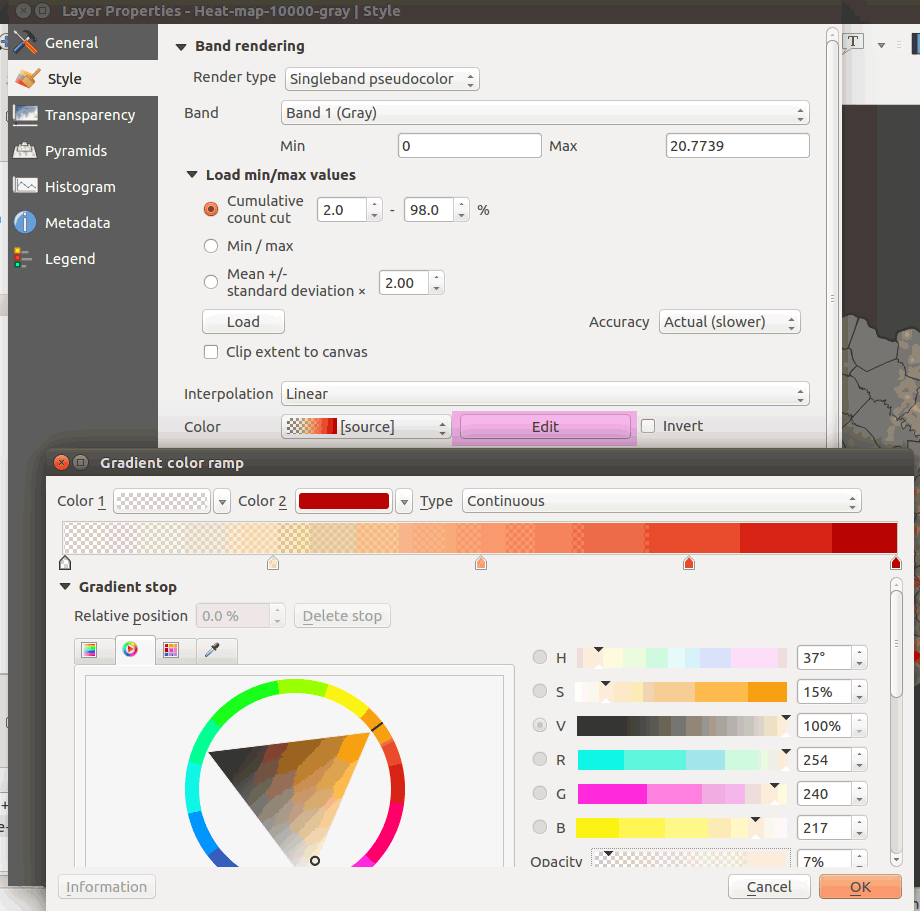 Layer Properties - Heat-map-10000-gray | Style
General
Style
Transparency
Pyramids
Histogram
Metadata
Legend
Band rendering
Render type Singleband pseudocolor
Band Band 1 (Gray)
Min 0 Max 20.7739
Load min/max values
Cumulative
count cut 2.0 - 98.0 %
Min / max
Mean +/-
standard deviation × 2.00
Load Accuracy Actual (slower)
Clip extent to canvas
Interpolation Linear
Color [source] Edit Invert
T
Gradient color ramp
Color 1 Color 2 Type Continuous
Gradient stop
Relative position 0.0 % Delete stop
H 37°
S 15%
V 100%
R 254
G 240
B 217
Opacity 7%
Information Cancel OK